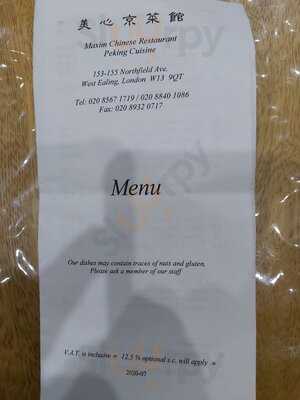 美心京菜館
Maxim Chinese Restaurant
Peking Cuisine
153-155 Northfield Ave.
West Ealing, London W13 9QT
Tel: 020 8567 1719 / 020 8840 1086
Fax: 020 8932 0717
Menu
Our dishes may contain traces of nuts and gluten.
Please ask a member of our staff
V.A.T. is inclusive = 12.5 % optional s.c. will apply =
2020-07